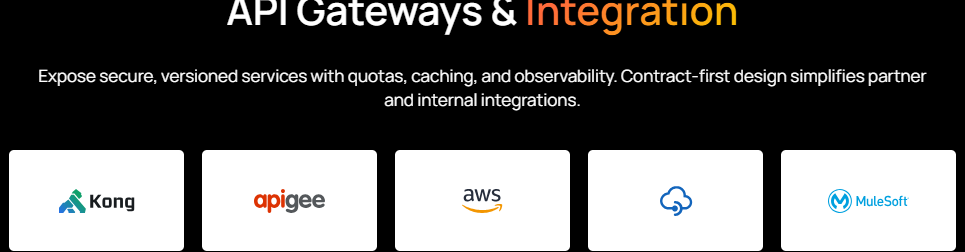 API Gateways & Integration
Expose secure, versioned services with quotas, caching, and observability. Contract-first design simplifies partner
and internal integrations.
Kong
apigee
aws
MuleSoft